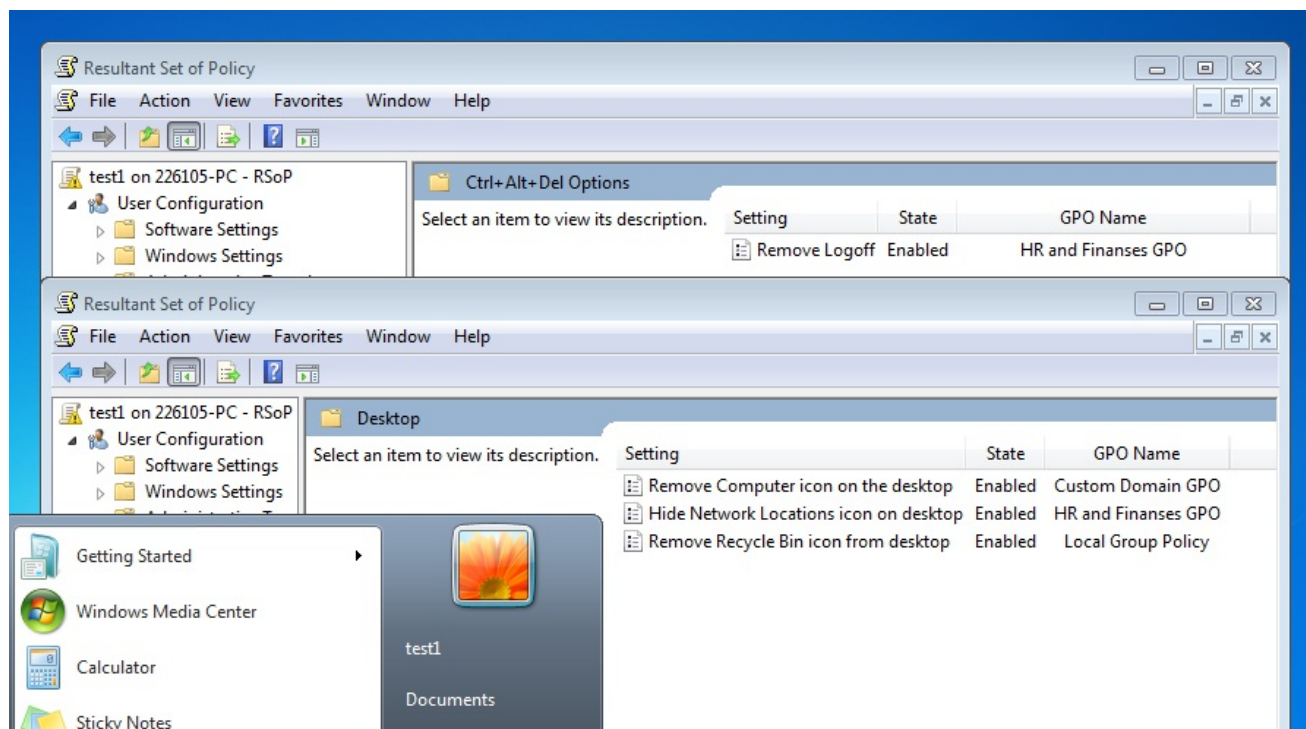 Resultant Set of Policy
File Action View Favorites Window Help
test1 on 226105-PC - RSoP
User Configuration
Software Settings
Windows Settings
Ctrl+Alt+Del Options
Select an item to view its description.
Setting State GPO Name
Remove Logoff Enabled HR and Finanses GPO
Resultant Set of Policy
File Action View Favorites Window Help
test1 on 226105-PC - RSoP
User Configuration
Software Settings
Windows Settings
Desktop
Select an item to view its description.
Setting State GPO Name
Remove Computer icon on the desktop Enabled Custom Domain GPO
Hide Network Locations icon on desktop Enabled HR and Finanses GPO
Remove Recycle Bin icon from desktop Enabled Local Group Policy
Getting Started
Windows Media Center
Calculator
Sticky Notes
test1
Documents